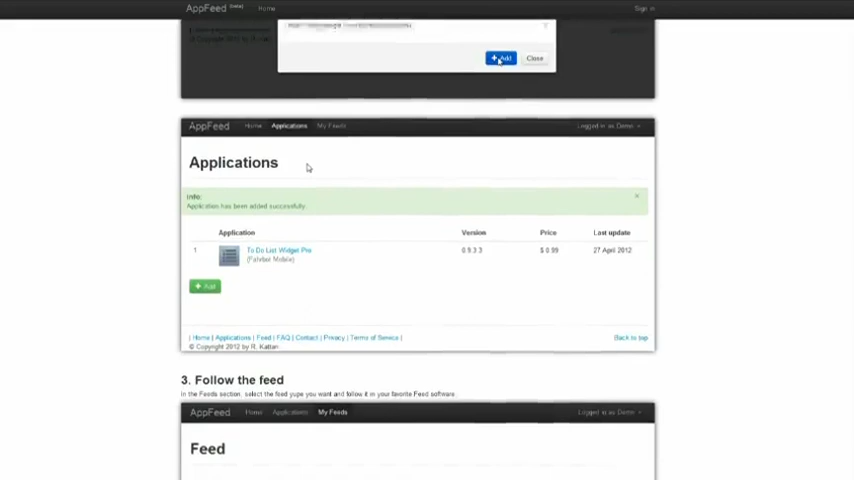 AppFeed (beta) Home Sign in
+ Add Close
AppFeed Home Applications My Feeds Logged in as Demo
Applications
Info: ×
Application has been added successfully.
Application Version Price Last update
1 To Do List Widget Pro 0.9.3.3 $ 0.99 27 April 2012
+ Add
| Home | Applications | Feed | FAQ | Contact | Privacy | Terms of Service | Back to top
© Copyright 2012 by R. Kattan
3. Follow the feed
In the Feeds section, select the feed yupe you want and follow it in your favorite Feed software.
AppFeed Home Applications My Feeds Logged in as Demo
Feed